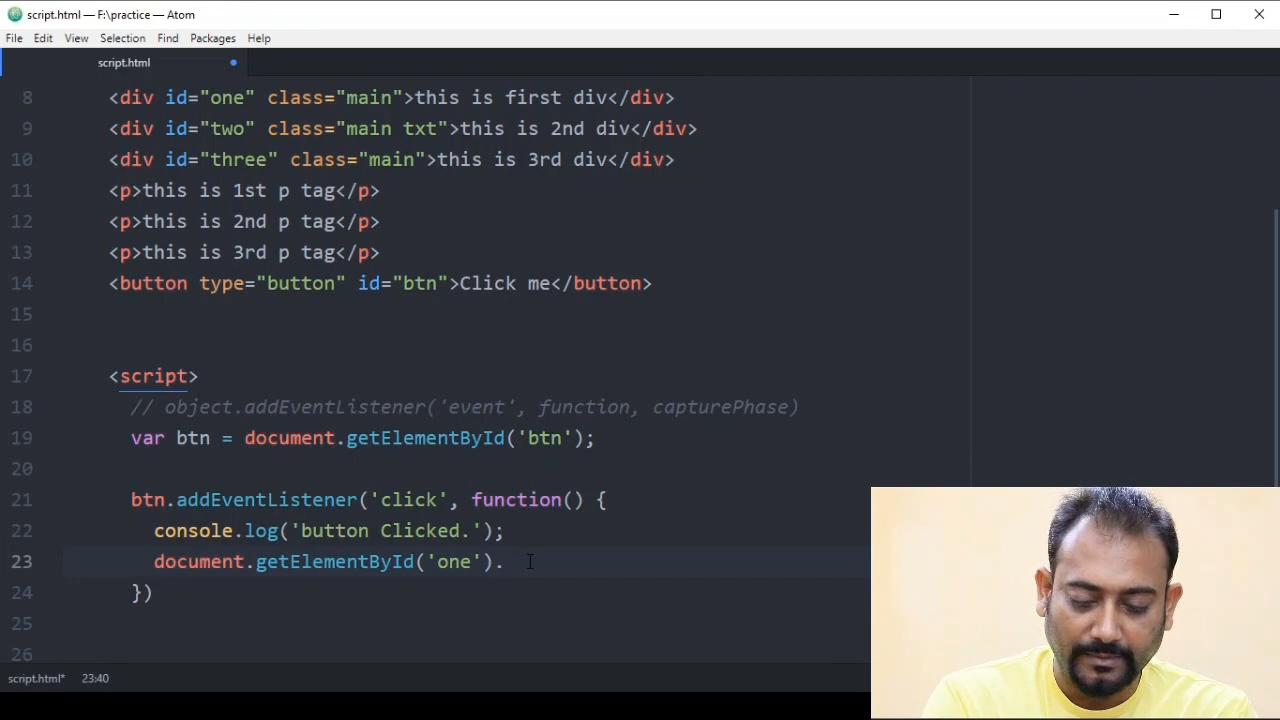 script.html — F:\practice — Atom
File Edit View Selection Find Packages Help
script.html
8 <div id="one" class="main">this is first div</div>
9 <div id="two" class="main txt">this is 2nd div</div>
10 <div id="three" class="main">this is 3rd div</div>
11 <p>this is 1st p tag</p>
12 <p>this is 2nd p tag</p>
13 <p>this is 3rd p tag</p>
14 <button type="button" id="btn">Click me</button>
15
16
17 <script>
18 // object.addEventListener('event', function, capturePhase)
19 var btn = document.getElementById('btn');
20
21 btn.addEventListener('click', function() {
22 console.log('button Clicked.');
23 document.getElementById('one').
24 })
25
26
script.html* 23:40